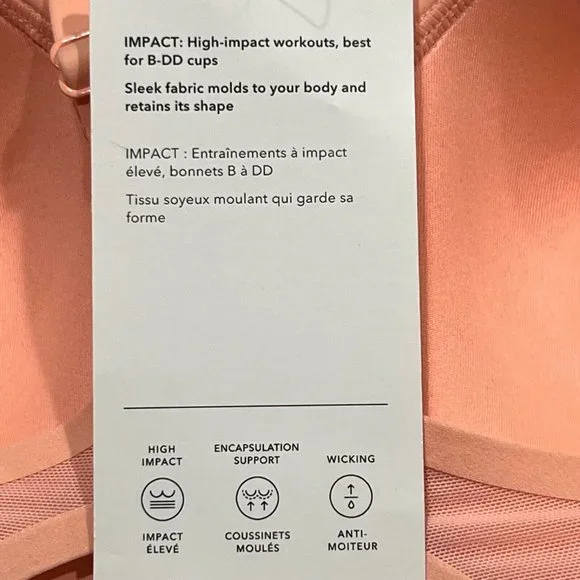 IMPACT: High-impact workouts, best
for B-DD cups
Sleek fabric molds to your body and
retains its shape
IMPACT : Entraînements à impact
élevé, bonnets B à DD
Tissu soyeux moulant qui garde sa
forme
HIGH
IMPACT
IMPACT
ÉLEVÉ
ENCAPSULATION
SUPPORT
COUSSINETS
MOULÉS
WICKING
ANTI-
MOITEUR